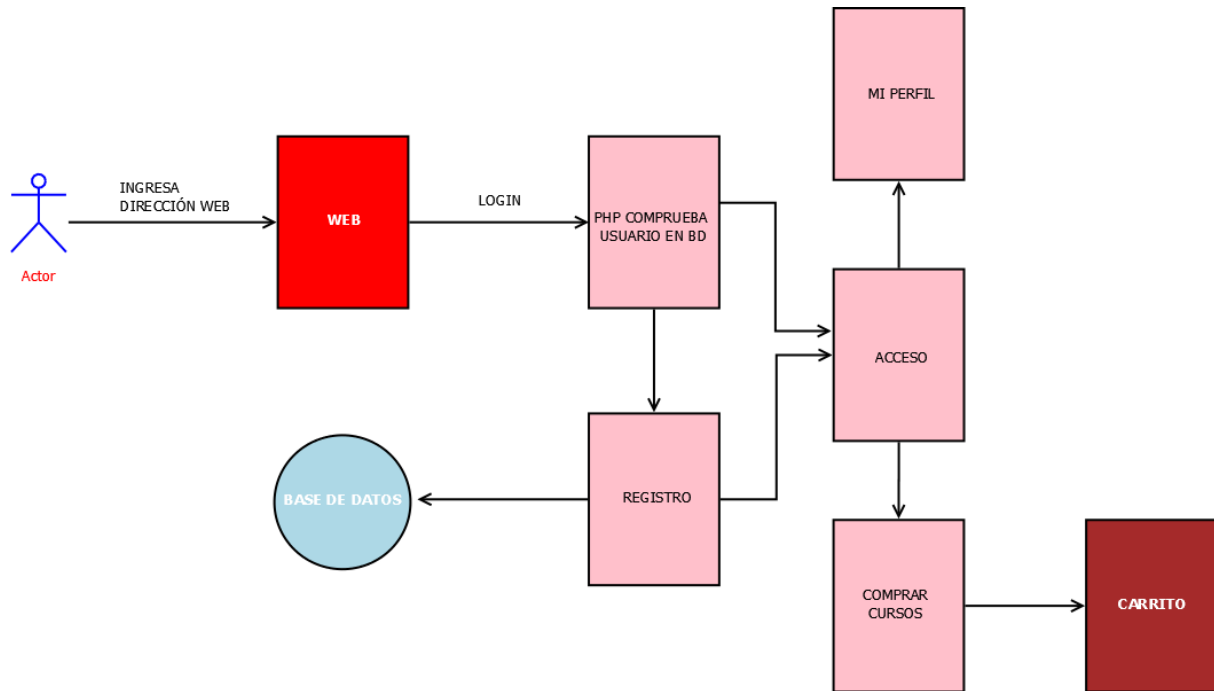 MI PERFIL
INGRESA
DIRECCIÓN WEB
WEB
LOGIN
PHP COMPRUEBA
USUARIO EN BD
Actor
ACCESO
BASE DE DATOS
REGISTRO
COMPRAR
CURSOS
CARRITO